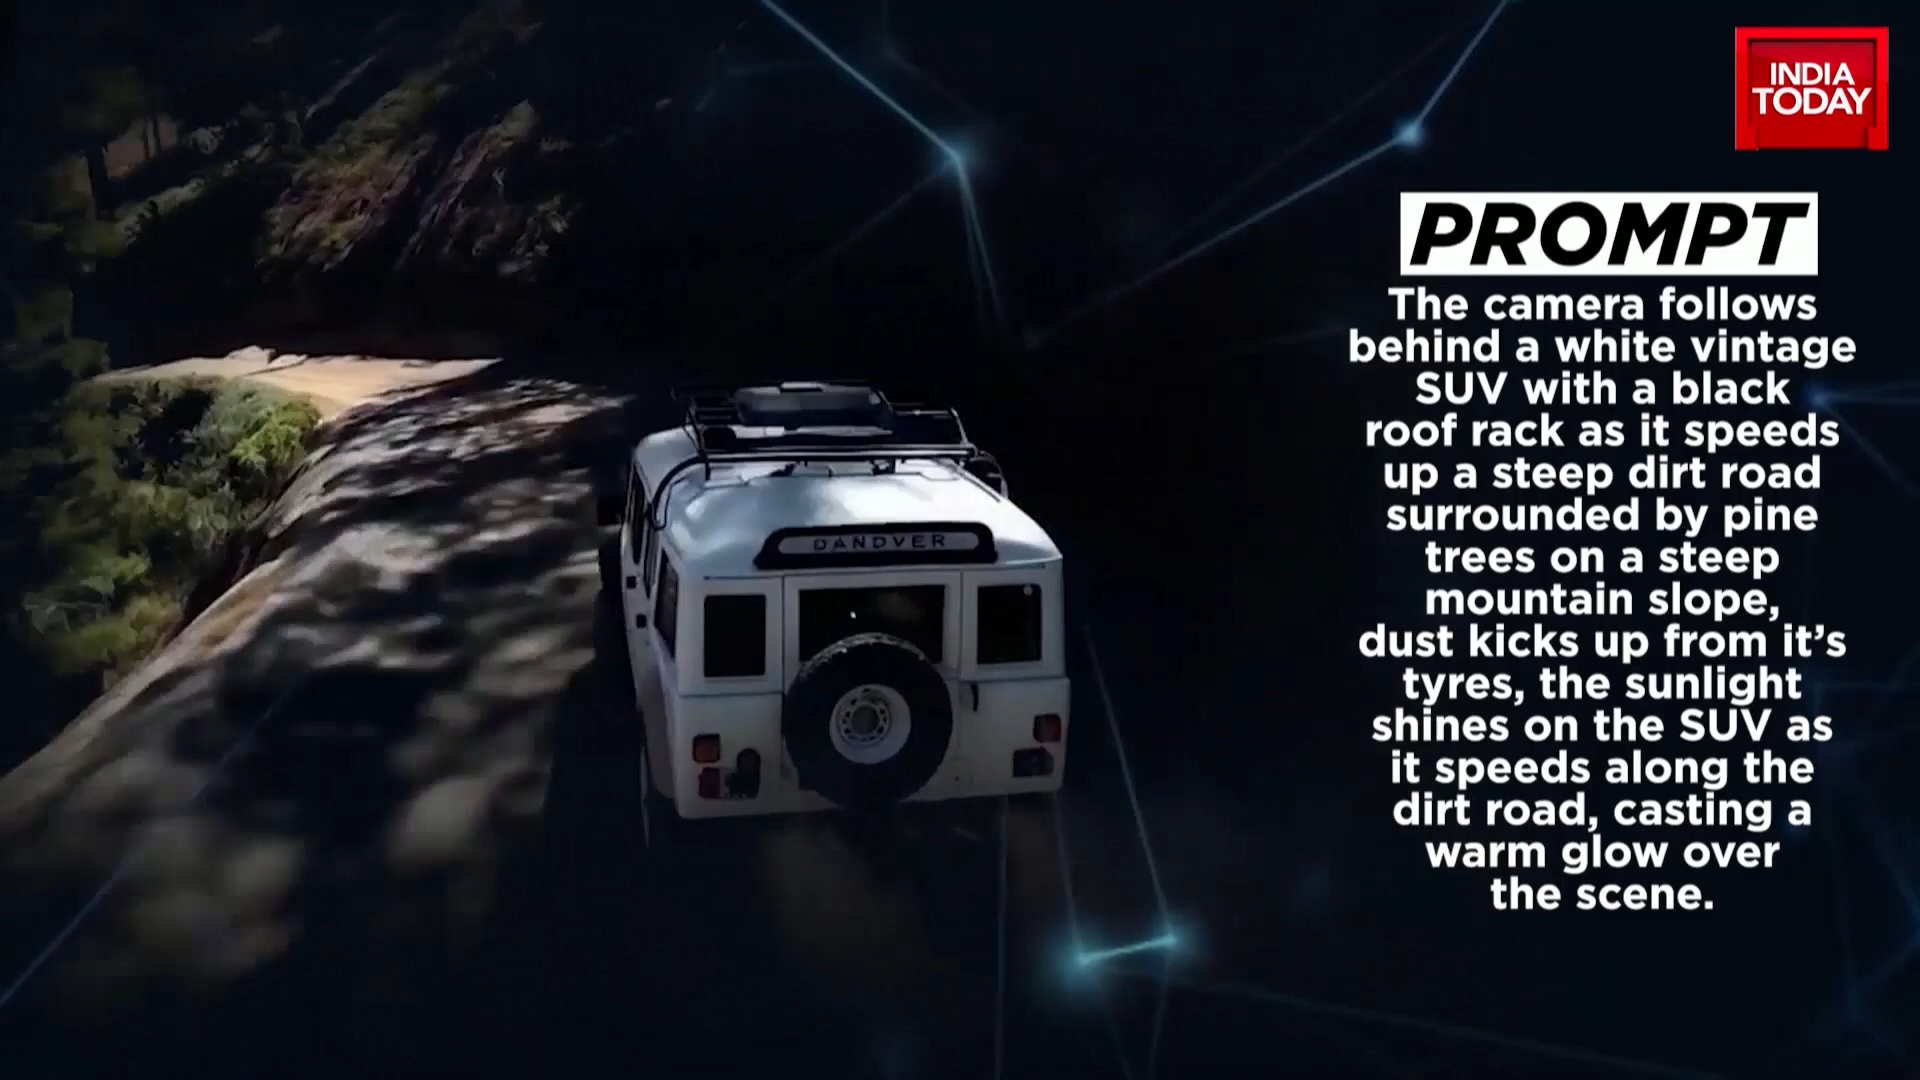 INDIA
TODAY
PROMPT
The camera follows
behind a white vintage
SUV with a black
roof rack as it speeds
up a steep dirt road
surrounded by pine
trees on a steep
mountain slope,
dust kicks up from it's
tyres, the sunlight
shines on the SUV as
it speeds along the
dirt road, casting a
warm glow over
the scene.
DANDVER